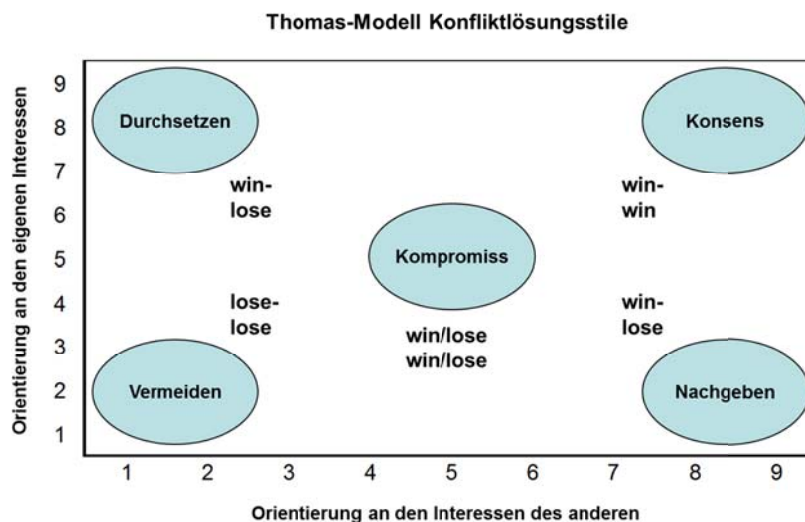 Thomas-Modell Konfliktlösungsstile
Orientierung an den eigenen Interessen
9
8
7
6
5
4
3
2
1
Durchsetzen
Konsens
win-
lose
win-
win
Kompromiss
lose-
lose
win-
lose
win/lose
win/lose
Vermeiden
Nachgeben
1 2 3 4 5 6 7 8 9
Orientierung an den Interessen des anderen